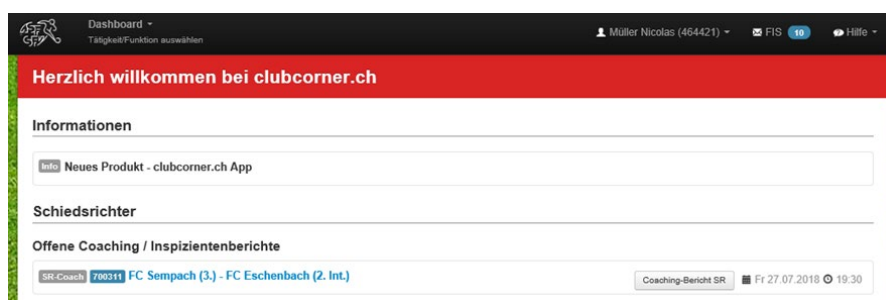 Dashboard
Tätigkeit/Funktion auswählen
Müller Nicolas (464421) FIS 10 Hilfe
Herzlich willkommen bei clubcorner.ch
Informationen
Info Neues Produkt - clubcorner.ch App
Schiedsrichter
Offene Coaching / Inspizientenberichte
SR-Coach 700311 FC Sempach (3.) - FC Eschenbach (2. Int.) Coaching-Bericht SR Fr 27.07.2018 19:30